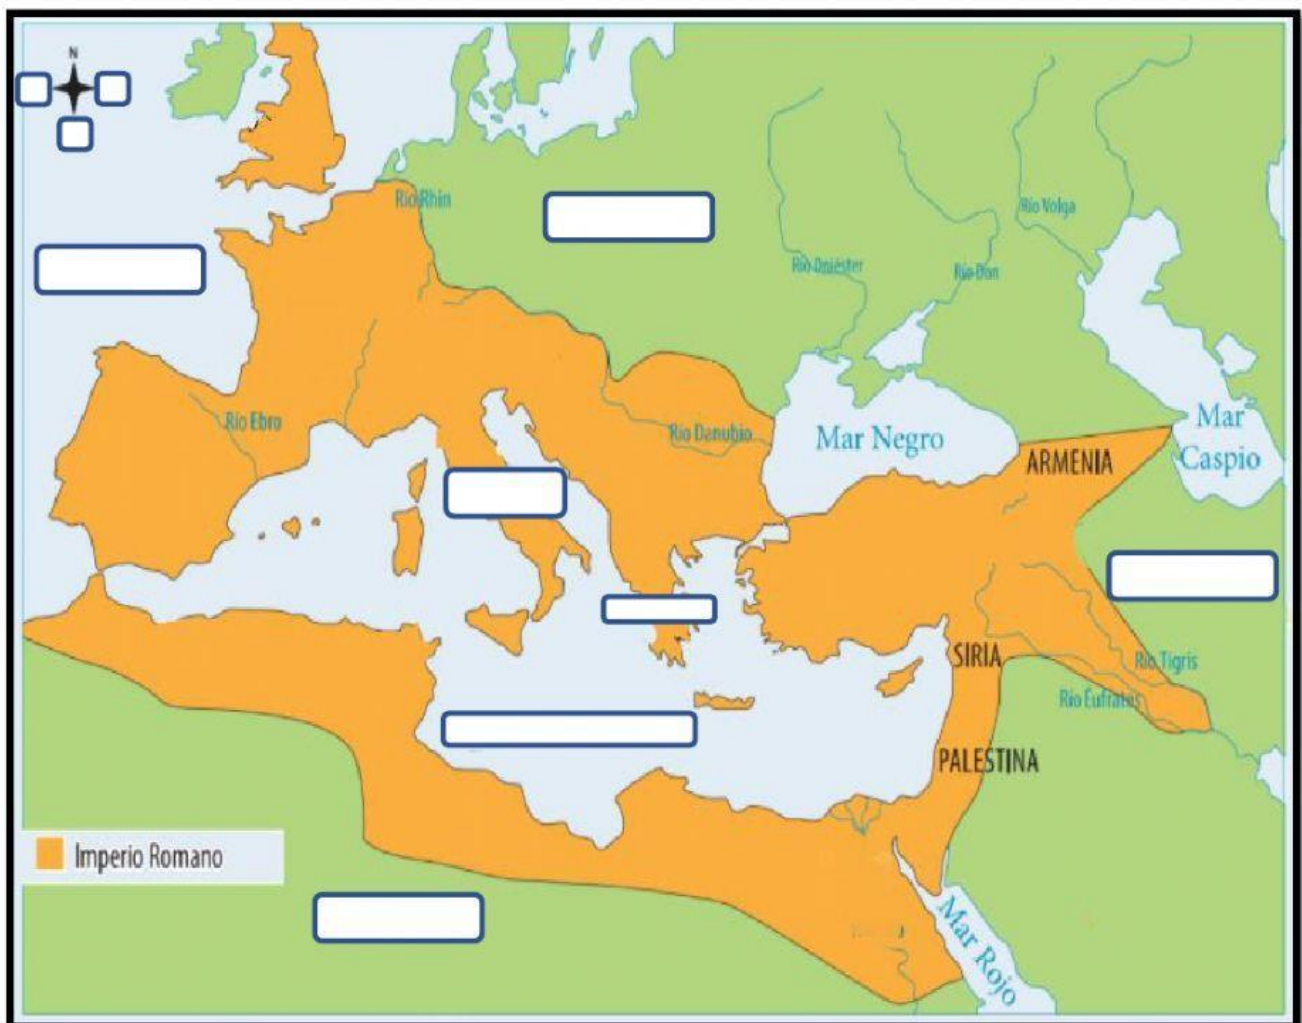 N
Río Rhin
Río Volga
Río Dniéster
Río Don
Río Ebro
Río Danubio
Mar Negro
Mar
Caspio
ARMENIA
SIRIA
Río Tigris
Río Eufrates
PALESTINA
Imperio Romano
Mar Rojo